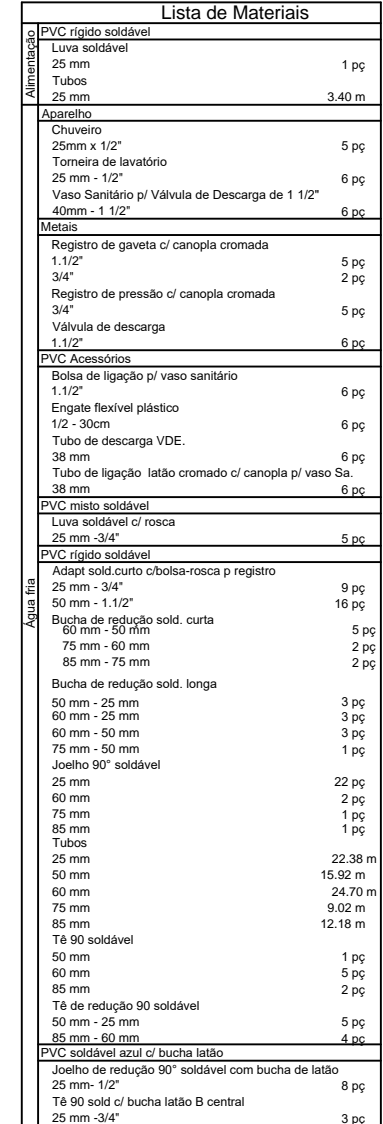 Lista de Materiais
Alimentação
PVC rígido soldável
Luva soldável
25 mm 1 pç
Tubos
25 mm 3.40 m
Água fria
Aparelho
Chuveiro
25mm x 1/2" 5 pç
Torneira de lavatório
25 mm - 1/2" 6 pç
Vaso Sanitário p/ Válvula de Descarga de 1 1/2"
40mm - 1 1/2" 6 pç
Metais
Registro de gaveta c/ canopla cromada
1.1/2" 5 pç
3/4" 2 pç
Registro de pressão c/ canopla cromada
3/4" 5 pç
Válvula de descarga
1.1/2" 6 pç
PVC Acessórios
Bolsa de ligação p/ vaso sanitário
1.1/2" 6 pç
Engate flexível plástico
1/2 - 30cm 6 pç
Tubo de descarga VDE.
38 mm 6 pç
Tubo de ligação latão cromado c/ canopla p/ vaso Sa.
38 mm 6 pç
PVC misto soldável
Luva soldável c/ rosca
25 mm -3/4" 5 pç
PVC rígido soldável
Adapt sold.curto c/bolsa-rosca p registro
25 mm - 3/4" 9 pç
50 mm - 1.1/2" 16 pç
Bucha de redução sold. curta
60 mm - 50 mm 5 pç
75 mm - 60 mm 2 pç
85 mm - 75 mm 2 pç
Bucha de redução sold. longa
50 mm - 25 mm 3 pç
60 mm - 25 mm 3 pç
60 mm - 50 mm 3 pç
75 mm - 50 mm 1 pç
Joelho 90° soldável
25 mm 22 pç
60 mm 2 pç
75 mm 1 pç
85 mm 1 pç
Tubos
25 mm 22.38 m
50 mm 15.92 m
60 mm 24.70 m
75 mm 9.02 m
85 mm 12.18 m
Tê 90 soldável
50 mm 1 pç
60 mm 5 pç
85 mm 2 pç
Tê de redução 90 soldável
50 mm - 25 mm 5 pç
85 mm - 60 mm 4 pç
PVC soldável azul c/ bucha latão
Joelho de redução 90° soldável com bucha de latão
25 mm- 1/2" 8 pç
Tê 90 sold c/ bucha latão B central
25 mm -3/4" 3 pç